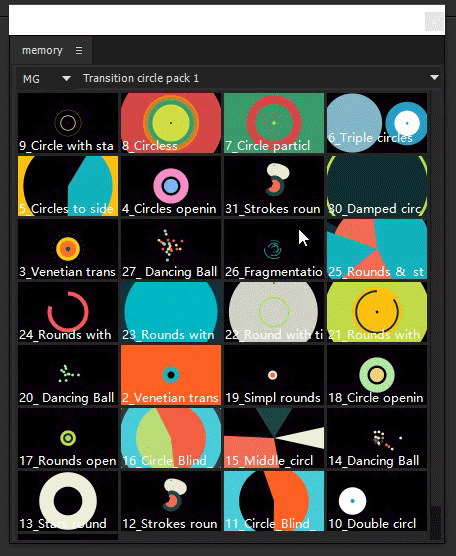 memory
MG Transition circle pack 1
9_Circle with sta 8_Circless 7_Circle particl 6_Triple circles
5_Circles to side 4_Circles openin 31_Strokes roun 30_Damped circ
3_Venetian trans 27_ Dancing Ball 26_Fragmentatio 25_Rounds & st
24_Rounds with 23_Rounds witn 22_Round with ti 21_Rounds with
20_ Dancing Ball 2_Venetian trans 19_Simpl rounds 18_Circle openin
17_Rounds open 16_Circle_Blind_ 15_Middle_circl 14_Dancing Ball
13_Stars round 12_Strokes roun 11_Circle_Blind_ 10_Double circl